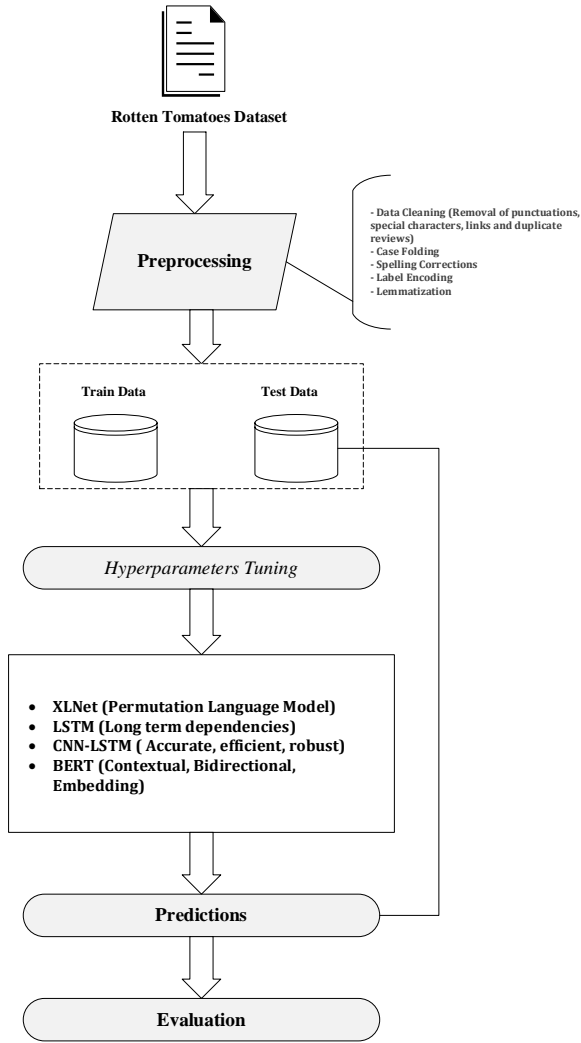 Rotten Tomatoes Dataset
Preprocessing
- Data Cleaning (Removal of punctuations,
special characters, links and duplicate
reviews)
- Case Folding
- Spelling Corrections
- Label Encoding
- Lemmatization
Train Data
Test Data
Hyperparameters Tuning
• XLNet (Permutation Language Model)
• LSTM (Long term dependencies)
• CNN-LSTM ( Accurate, efficient, robust)
• BERT (Contextual, Bidirectional,
Embedding)
Predictions
Evaluation